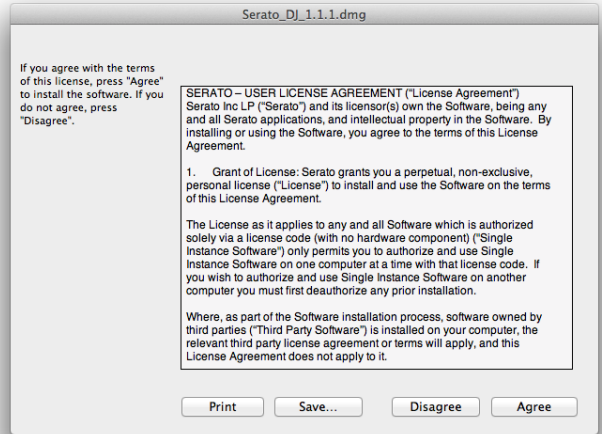 Serato_DJ_1.1.1.dmg
If you agree with the terms
of this license, press "Agree"
to install the software. If you
do not agree, press
"Disagree".
SERATO – USER LICENSE AGREEMENT ("License Agreement")
Serato Inc LP ("Serato") and its licensor(s) own the Software, being any
and all Serato applications, and intellectual property in the Software. By
installing or using the Software, you agree to the terms of this License
Agreement.
1. Grant of License: Serato grants you a perpetual, non-exclusive,
personal license ("License") to install and use the Software on the terms
of this License Agreement.
The License as it applies to any and all Software which is authorized
solely via a license code (with no hardware component) ("Single
Instance Software") only permits you to authorize and use Single
Instance Software on one computer at a time with that license code. If
you wish to authorize and use Single Instance Software on another
computer you must first deauthorize any prior installation.
Where, as part of the Software installation process, software owned by
third parties ("Third Party Software") is installed on your computer, the
relevant third party license agreement or terms will apply, and this
License Agreement does not apply to it.
Print
Save...
Disagree
Agree